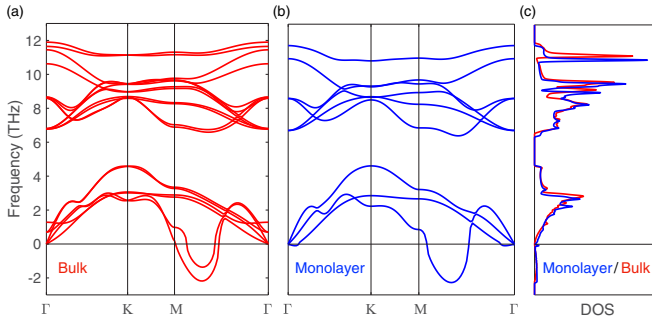 (a)
(b)
(c)
Frequency (THz)
12
10
8
6
4
2
0
-2
Bulk
Monolayer
Monolayer/Bulk
Γ K M Γ
Γ K M Γ
DOS